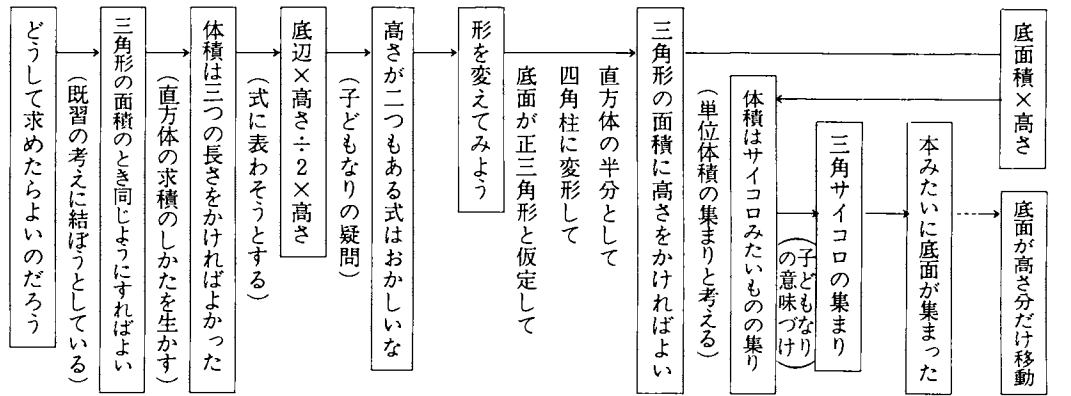 どうして求めたらよいのだろう
(既習の考えに結ぼうとしている)
三角形の面積のとき同じようにすればよい
(直方体の求積のしかたを生かす)
体積は三つの長さをかければよかった
(式に表わそうとする)
底辺×高さ÷2×高さ
(子どもなりの疑問)
高さが二つもある式はおかしいな
形を変えてみよう
底面が正三角形と仮定して
四角柱に変形して
直方体の半分として
三角形の面積に高さをかければよい
(単位体積の集まりと考える)
底面積×高さ
体積はサイコロみたいものの集り
(子どもなり
の意味づけ)
三角サイコロの集まり
本みたいに底面が集まった
底面が高さ分だけ移動